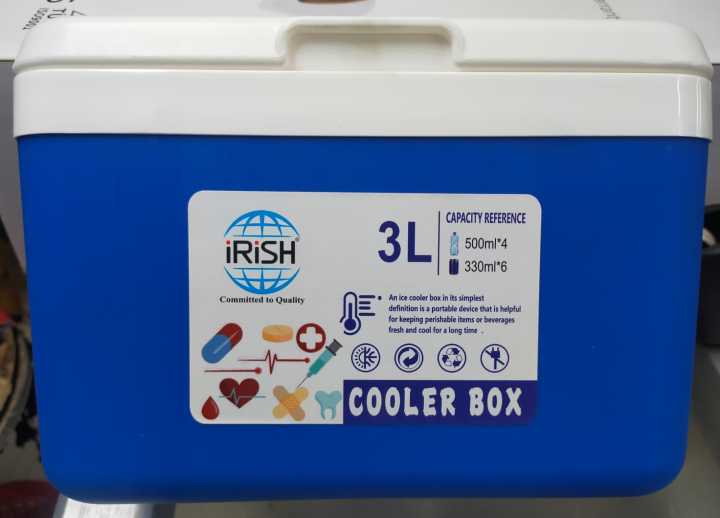 iRiSH®
Committed to Quality
3L
CAPACITY REFERENCE
500ml*4
330ml*6
An ice cooler box in its simplest
definition is a portable device that is helpful
for keeping perishable items or beverages
fresh and cool for a long time .
COOLER BOX